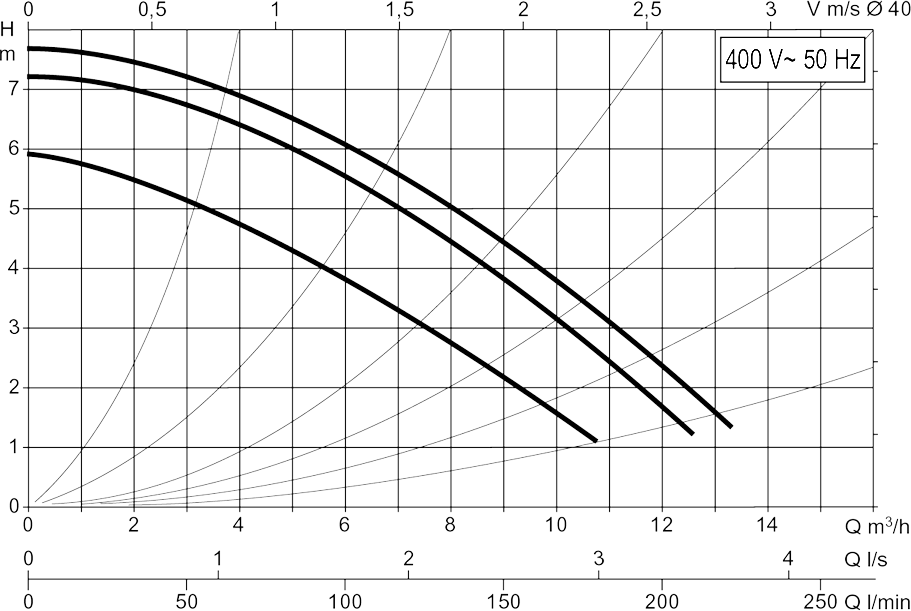 0 0,5 1 1,5 2 2,5 3 V m/s Ø 40
H
m
400 V~ 50 Hz
7
6
5
4
3
2
1
0
0 2 4 6 8 10 12 14 Q m³/h
0 1 2 3 4 Q l/s
0 50 100 150 200 250 Q l/min